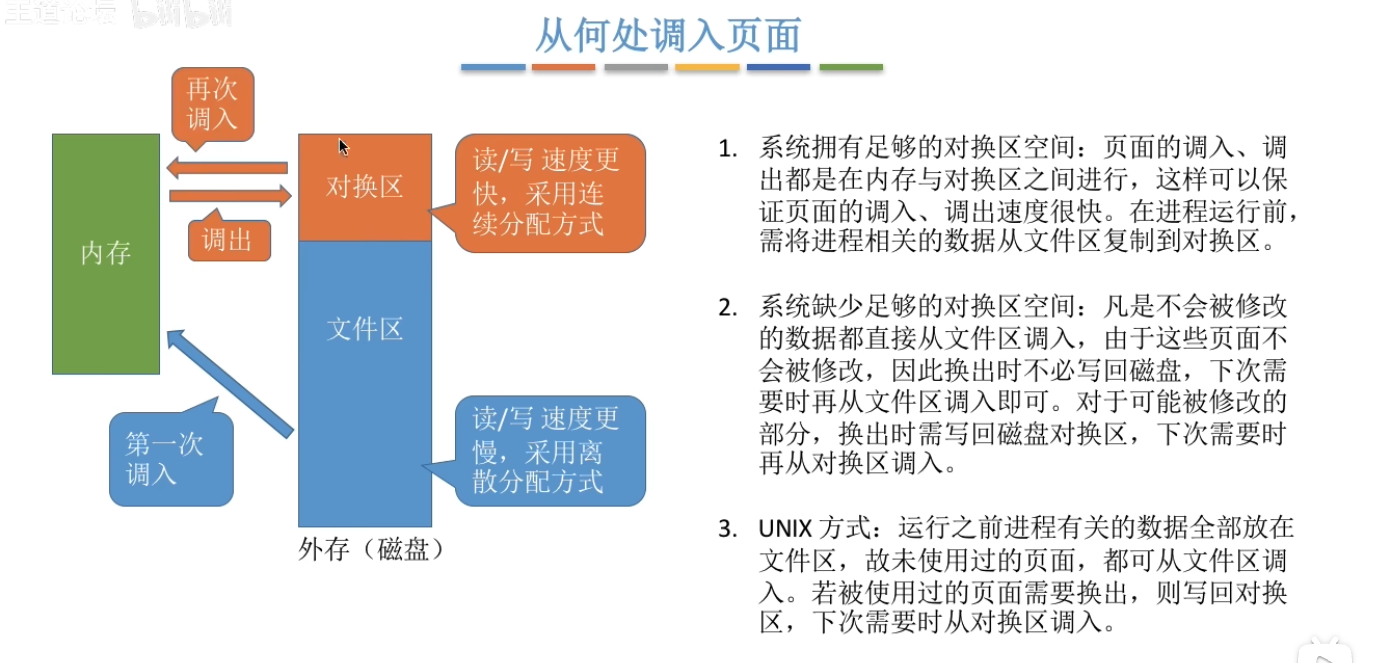 王道论坛 bilibili
从何处调入页面
再次
调入
调出
内存
对换区
读/写 速度更
快，采用连
续分配方式
文件区
第一次
调入
读/写 速度更
慢，采用离
散分配方式
外存（磁盘）
1. 系统拥有足够的对换区空间：页面的调入、调
出都是在内存与对换区之间进行，这样可以保
证页面的调入、调出速度很快。在进程运行前，
需将进程相关的数据从文件区复制到对换区。
2. 系统缺少足够的对换区空间：凡是不会被修改
的数据都直接从文件区调入，由于这些页面不
会被修改，因此换出时不必写回磁盘，下次需
要时再从文件区调入即可。对于可能被修改的
部分，换出时需写回磁盘对换区，下次需要时
再从对换区调入。
3. UNIX 方式：运行之前进程有关的数据全部放在
文件区，故未使用过的页面，都可从文件区调
入。若被使用过的页面需要换出，则写回对换
区，下次需要时从对换区调入。